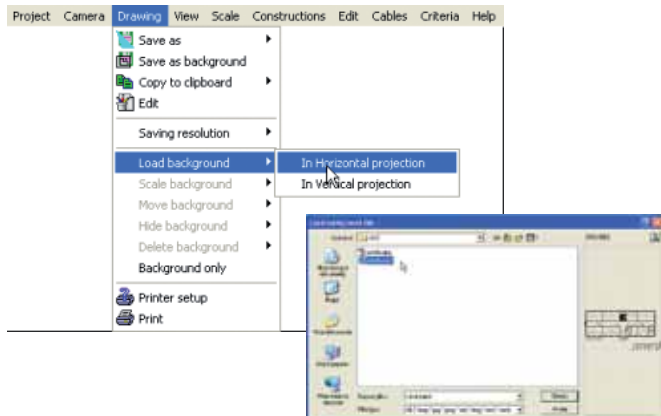 Project Camera Drawing View Scale Constructions Edit Cables Criteria Help
Save as
Save as background
Copy to clipboard
Edit
Saving resolution
Load background
In Horizontal projection
Scale background
In Vertical projection
Move background
Hide background
Delete background
Background only
Printer setup
Print